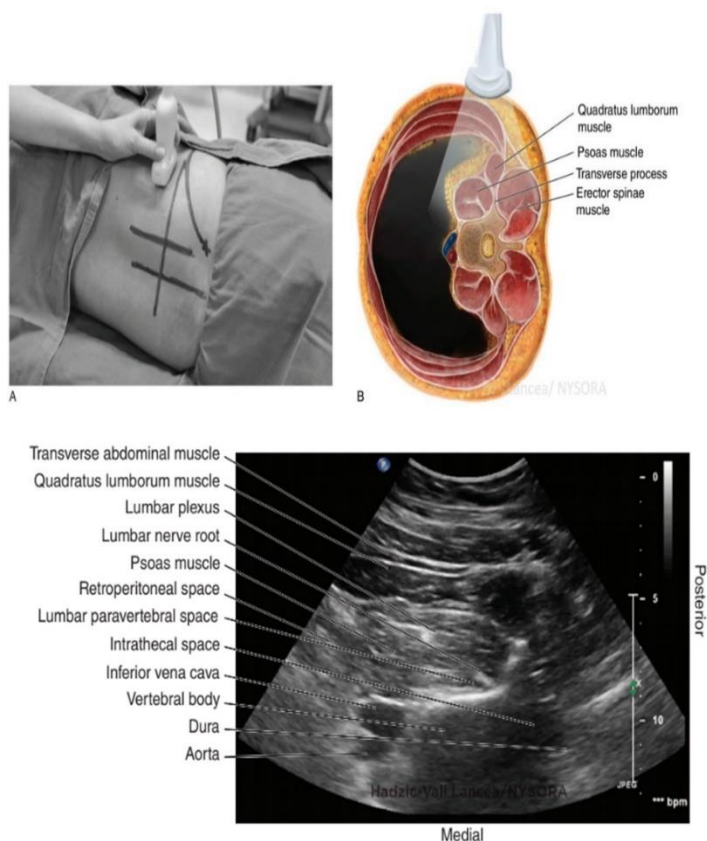 Quadratus lumborum
muscle
Psoas muscle
Transverse process
Erector spinae
muscle
A
B
Lancea/ NYSORA
Transverse abdominal muscle
Quadratus lumborum muscle
Lumbar plexus
Lumbar nerve root
Psoas muscle
Retroperitoneal space
Lumbar paravertebral space
Intrathecal space
Inferior vena cava
Vertebral body
Dura
Aorta
0
5
10
Posterior
JPEG
*** bpm
Hadzic-Vali Lancea/NYSORA
Medial